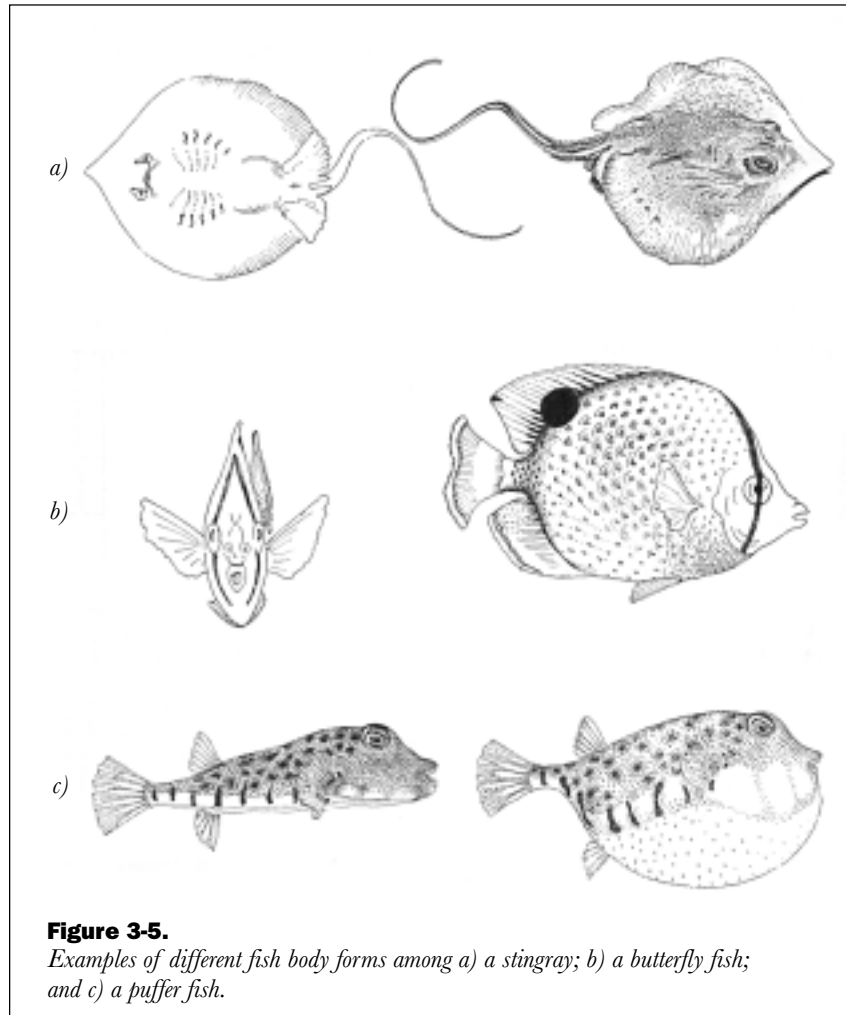 a)
b)
c)
Figure 3-5.
Examples of different fish body forms among a) a stingray; b) a butterfly fish;
and c) a puffer fish.